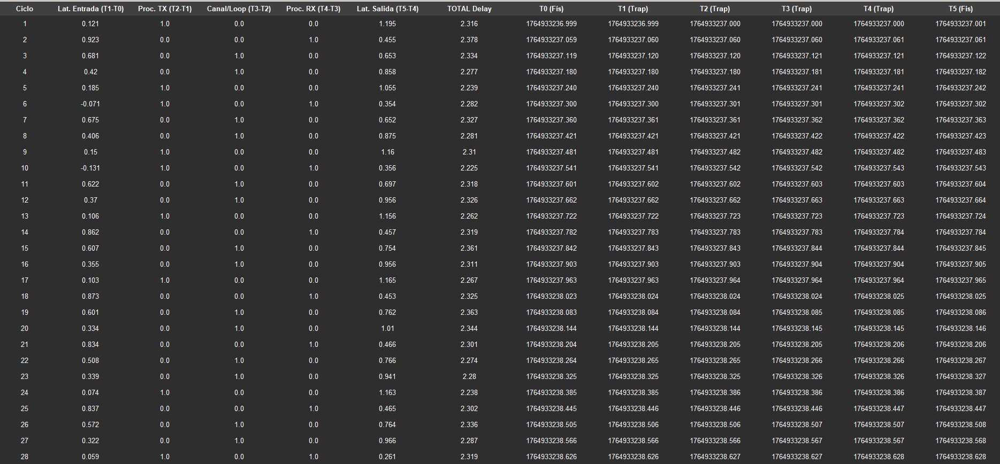 Ciclo Lat. Entrada (T1-T0) Proc. TX (T2-T1) Canal/Loop (T3-T2) Proc. RX (T4-T3) Lat. Salida (T5-T4) TOTAL Delay T0 (Fís) T1 (Trap) T2 (Trap) T3 (Trap) T4 (Trap) T5 (Fís)
1 0.121 1.0 0.0 0.0 1.195 2.316 1764933236.999 1764933236.999 1764933237.000 1764933237.000 1764933237.000 1764933237.001
2 0.923 0.0 0.0 1.0 0.455 2.378 1764933237.059 1764933237.060 1764933237.060 1764933237.060 1764933237.061 1764933237.061
3 0.681 0.0 1.0 0.0 0.653 2.334 1764933237.119 1764933237.120 1764933237.120 1764933237.121 1764933237.121 1764933237.122
4 0.42 0.0 1.0 0.0 0.858 2.277 1764933237.180 1764933237.180 1764933237.180 1764933237.181 1764933237.181 1764933237.182
5 0.185 1.0 0.0 0.0 1.055 2.239 1764933237.240 1764933237.240 1764933237.241 1764933237.241 1764933237.241 1764933237.242
6 -0.071 1.0 0.0 1.0 0.354 2.282 1764933237.300 1764933237.300 1764933237.301 1764933237.301 1764933237.302 1764933237.302
7 0.675 0.0 1.0 0.0 0.652 2.327 1764933237.360 1764933237.361 1764933237.361 1764933237.362 1764933237.362 1764933237.363
8 0.406 0.0 1.0 0.0 0.875 2.281 1764933237.421 1764933237.421 1764933237.421 1764933237.422 1764933237.422 1764933237.423
9 0.15 1.0 0.0 0.0 1.16 2.31 1764933237.481 1764933237.481 1764933237.482 1764933237.482 1764933237.482 1764933237.483
10 -0.131 1.0 0.0 1.0 0.356 2.225 1764933237.541 1764933237.541 1764933237.542 1764933237.542 1764933237.543 1764933237.543
11 0.622 0.0 1.0 0.0 0.697 2.318 1764933237.601 1764933237.602 1764933237.602 1764933237.603 1764933237.603 1764933237.604
12 0.37 0.0 1.0 0.0 0.956 2.326 1764933237.662 1764933237.662 1764933237.662 1764933237.663 1764933237.663 1764933237.664
13 0.106 1.0 0.0 0.0 1.156 2.262 1764933237.722 1764933237.722 1764933237.723 1764933237.723 1764933237.723 1764933237.724
14 0.862 0.0 0.0 1.0 0.457 2.319 1764933237.782 1764933237.783 1764933237.783 1764933237.783 1764933237.784 1764933237.784
15 0.607 0.0 1.0 0.0 0.754 2.361 1764933237.842 1764933237.843 1764933237.843 1764933237.844 1764933237.844 1764933237.845
16 0.355 0.0 1.0 0.0 0.956 2.311 1764933237.903 1764933237.903 1764933237.903 1764933237.904 1764933237.904 1764933237.905
17 0.103 1.0 0.0 0.0 1.165 2.267 1764933237.963 1764933237.963 1764933237.964 1764933237.964 1764933237.964 1764933237.965
18 0.873 0.0 0.0 1.0 0.453 2.325 1764933238.023 1764933238.024 1764933238.024 1764933238.024 1764933238.025 1764933238.025
19 0.601 0.0 1.0 0.0 0.762 2.363 1764933238.083 1764933238.084 1764933238.084 1764933238.085 1764933238.085 1764933238.086
20 0.334 0.0 1.0 0.0 1.01 2.344 1764933238.144 1764933238.144 1764933238.144 1764933238.145 1764933238.145 1764933238.146
21 0.834 0.0 0.0 1.0 0.466 2.301 1764933238.204 1764933238.205 1764933238.205 1764933238.205 1764933238.206 1764933238.206
22 0.508 0.0 1.0 0.0 0.766 2.274 1764933238.264 1764933238.265 1764933238.265 1764933238.266 1764933238.266 1764933238.267
23 0.339 0.0 1.0 0.0 0.941 2.28 1764933238.325 1764933238.325 1764933238.325 1764933238.326 1764933238.326 1764933238.327
24 0.074 1.0 0.0 0.0 1.163 2.238 1764933238.385 1764933238.385 1764933238.386 1764933238.386 1764933238.386 1764933238.387
25 0.837 0.0 0.0 1.0 0.465 2.302 1764933238.445 1764933238.446 1764933238.446 1764933238.446 1764933238.447 1764933238.447
26 0.572 0.0 1.0 0.0 0.764 2.336 1764933238.505 1764933238.506 1764933238.506 1764933238.507 1764933238.507 1764933238.508
27 0.322 0.0 1.0 0.0 0.966 2.287 1764933238.566 1764933238.566 1764933238.566 1764933238.567 1764933238.567 1764933238.568
28 0.059 1.0 0.0 1.0 0.261 2.319 1764933238.626 1764933238.626 1764933238.627 1764933238.627 1764933238.628 1764933238.628